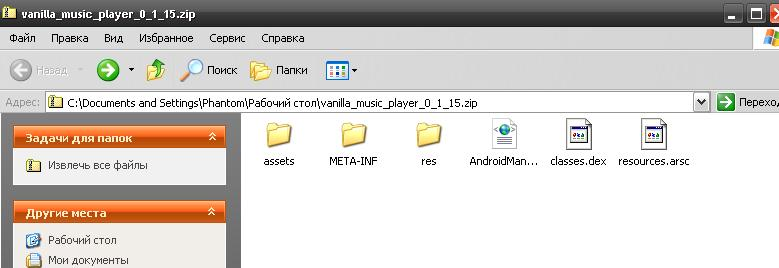 vanilla_music_player_0_1_15.zip
Файл Правка Вид Избранное Сервис Справка
Назад Поиск Папки
Адрес: C:\Documents and Settings\Phantom\Рабочий стол\vanilla_music_player_0_1_15.zip Переход
Задачи для папок
Извлечь все файлы
Другие места
Рабочий стол
Мои документы
assets META-INF res AndroidMan... classes.dex resources.arsc